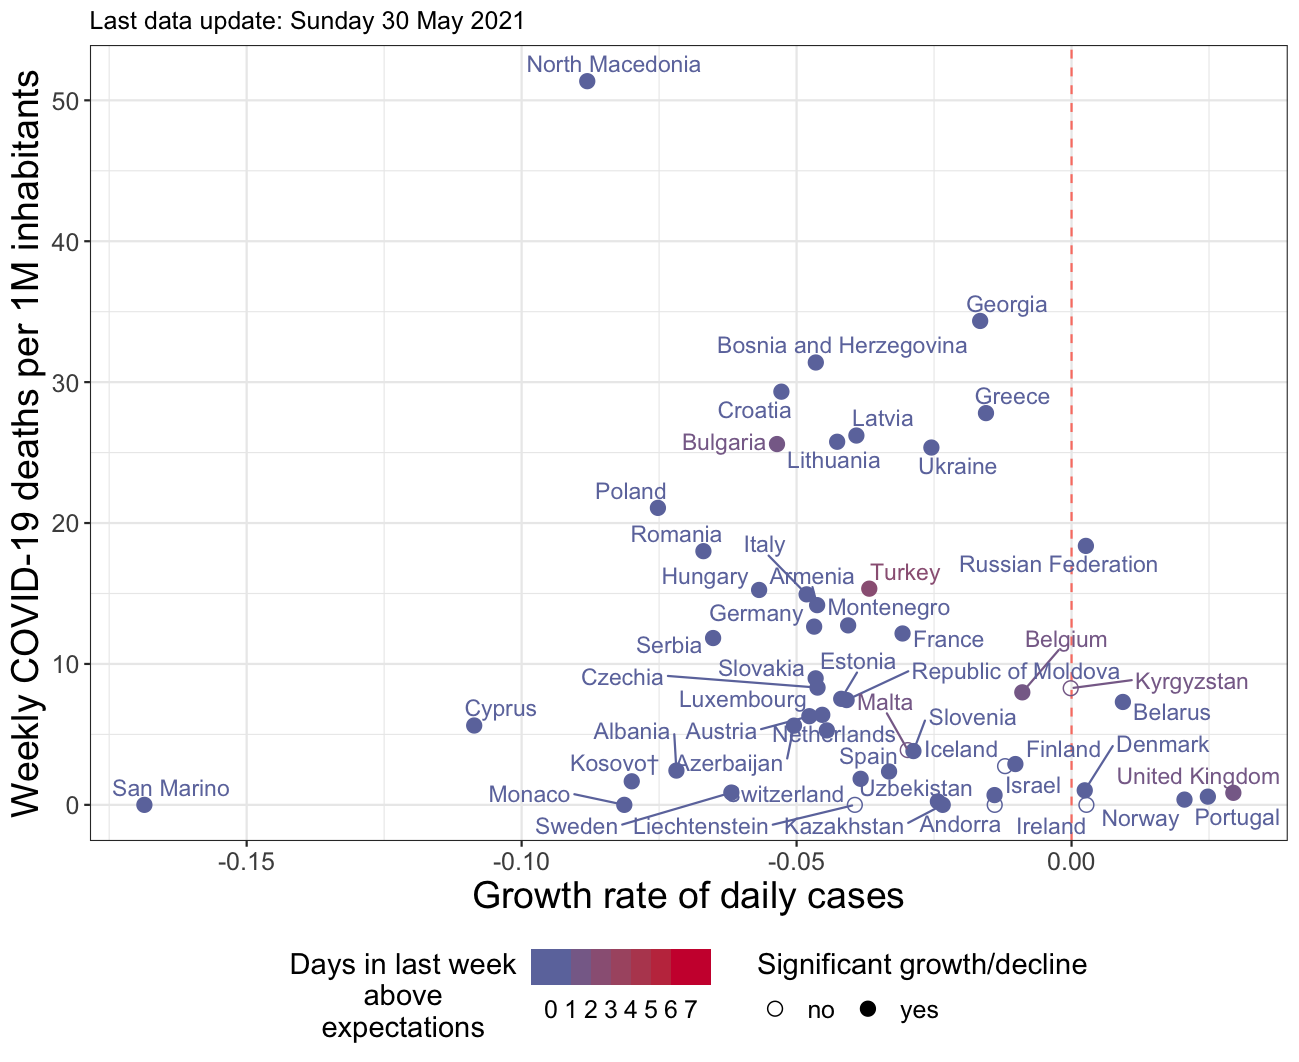 Last data update: Sunday 30 May 2021
Weekly COVID-19 deaths per 1M inhabitants
50
40
30
20
10
0
North Macedonia
Georgia
Bosnia and Herzegovina
Greece
Croatia
Latvia
Bulgaria
Lithuania
Ukraine
Poland
Romania
Italy
Russian Federation
Hungary
Armenia
Turkey
Germany
Montenegro
Serbia
France
Belgium
Slovakia
Estonia
Czechia
Republic of Moldova
Kyrgyzstan
Luxembourg
Malta
Cyprus
Slovenia
Belarus
Albania
Austria
Netherlands
Kosovo†
Azerbaijan
Spain
Iceland
Finland
Denmark
San Marino
Monaco
Switzerland
Uzbekistan
Israel
United Kingdom
Sweden
Liechtenstein
Kazakhstan
Andorra
Ireland
Norway
Portugal
-0.15
-0.10
-0.05
0.00
Growth rate of daily cases
Days in last week
above
expectations
0 1 2 3 4 5 6 7
Significant growth/decline
no
yes